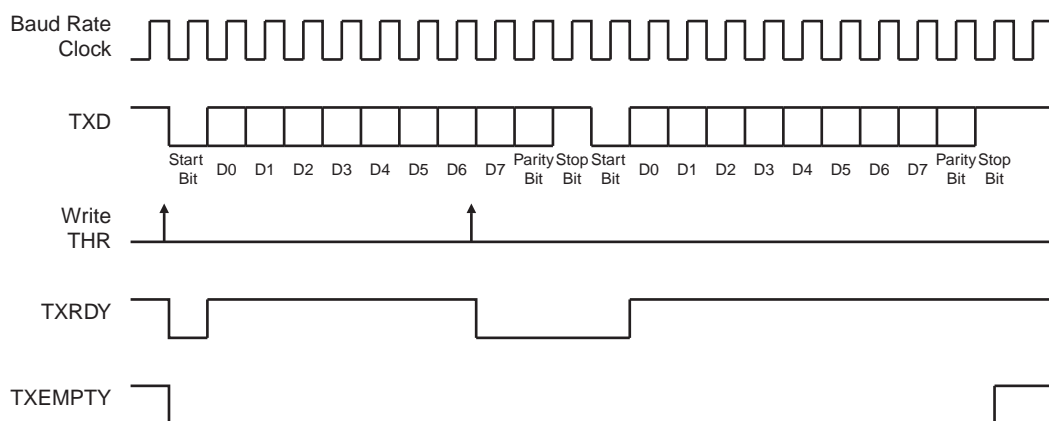 Baud Rate
Clock
TXD
Start
Bit
D0
D1
D2
D3
D4
D5
D6
D7
Parity
Bit
Stop
Bit
Start
Bit
D0
D1
D2
D3
D4
D5
D6
D7
Parity
Bit
Stop
Bit
Write
THR
TXRDY
TXEMPTY